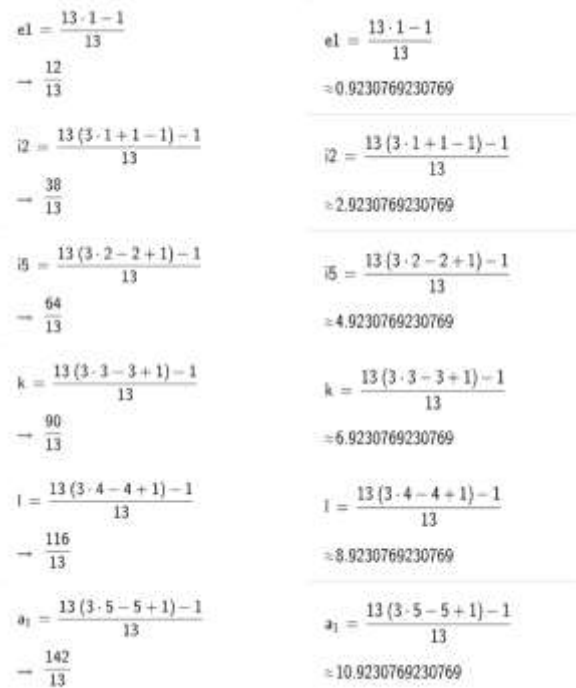 e1 = (13 · 1 − 1)/13
→ 12/13
i2 = (13 (3 · 1 + 1 − 1) − 1)/13
→ 38/13
i5 = (13 (3 · 2 − 2 + 1) − 1)/13
→ 64/13
k = (13 (3 · 3 − 3 + 1) − 1)/13
→ 90/13
l = (13 (3 · 4 − 4 + 1) − 1)/13
→ 116/13
a₁ = (13 (3 · 5 − 5 + 1) − 1)/13
→ 142/13
e1 = (13 · 1 − 1)/13
≈0.9230769230769
i2 = (13 (3 · 1 + 1 − 1) − 1)/13
≈2.9230769230769
i5 = (13 (3 · 2 − 2 + 1) − 1)/13
≈4.9230769230769
k = (13 (3 · 3 − 3 + 1) − 1)/13
≈6.9230769230769
l = (13 (3 · 4 − 4 + 1) − 1)/13
≈8.9230769230769
a₁ = (13 (3 · 5 − 5 + 1) − 1)/13
≈10.9230769230769